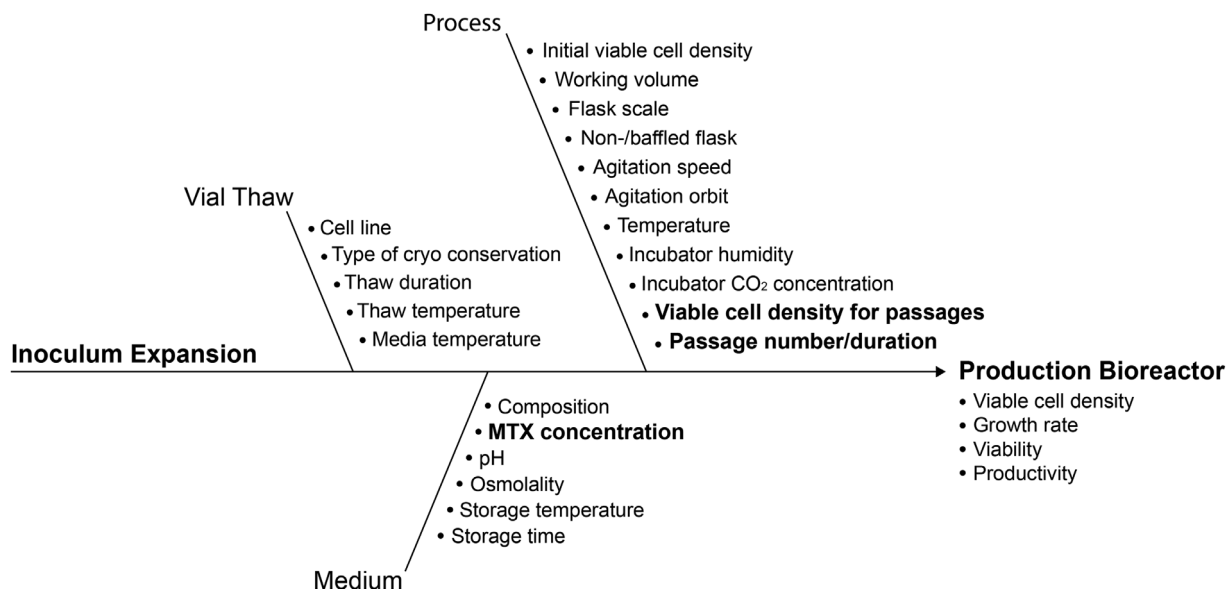 Process
• Initial viable cell density
• Working volume
• Flask scale
• Non-/baffled flask
• Agitation speed
• Agitation orbit
• Temperature
• Incubator humidity
• Incubator CO₂ concentration
• Viable cell density for passages
• Passage number/duration
Vial Thaw
• Cell line
• Type of cryo conservation
• Thaw duration
• Thaw temperature
• Media temperature
Inoculum Expansion
Production Bioreactor
• Viable cell density
• Growth rate
• Viability
• Productivity
• Composition
• MTX concentration
• pH
• Osmolality
• Storage temperature
• Storage time
Medium